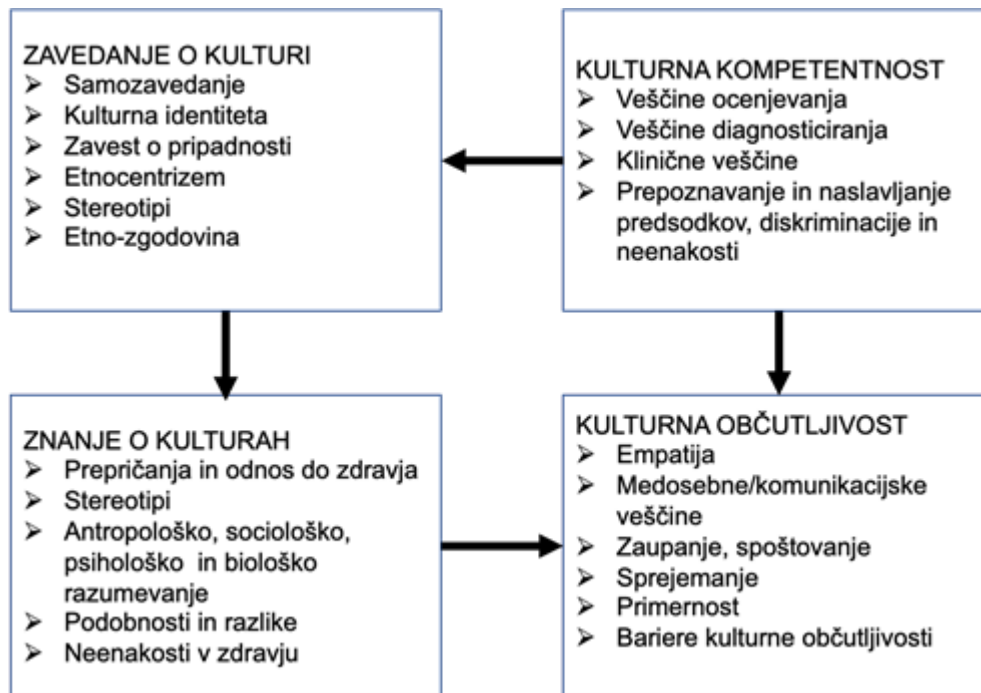 ZAVEDANJE O KULTURI
➢ Samozavedanje
➢ Kulturna identiteta
➢ Zavest o pripadnosti
➢ Etnocentrizem
➢ Stereotipi
➢ Etno-zgodovina
KULTURNA KOMPETENTNOST
➢ Veščine ocenjevanja
➢ Veščine diagnosticiranja
➢ Klinične veščine
➢ Prepoznavanje in naslavljanje
predsodkov, diskriminacije in
neenakosti
ZNANJE O KULTURAH
➢ Prepričanja in odnos do zdravja
➢ Stereotipi
➢ Antropološko, sociološko,
psihološko in biološko
razumevanje
➢ Podobnosti in razlike
➢ Neenakosti v zdravju
KULTURNA OBČUTLJIVOST
➢ Empatija
➢ Medosebne/komunikacijske
veščine
➢ Zaupanje, spoštovanje
➢ Sprejemanje
➢ Primernost
➢ Bariere kulturne občutljivosti